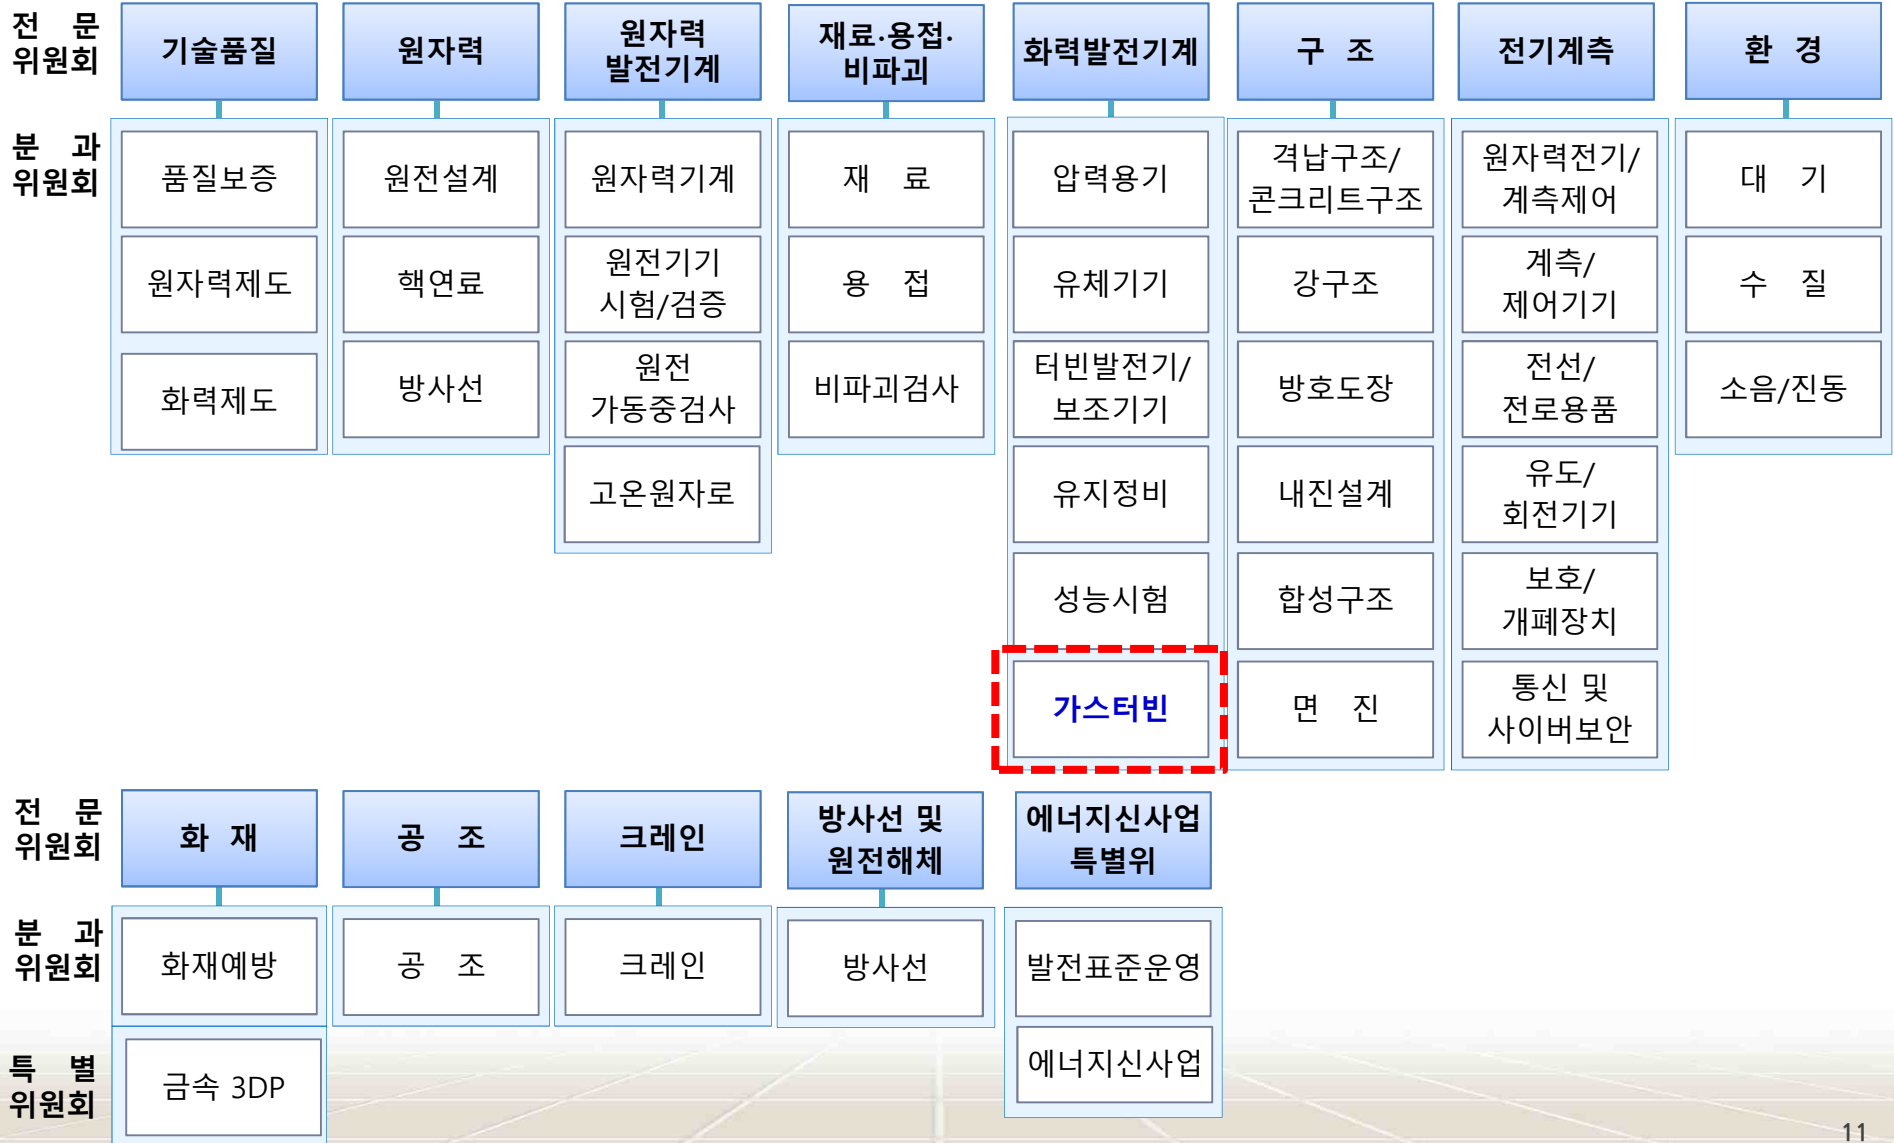 전 문
위원회
기술품질
원자력
원자력
발전기계
재료·용접·
비파괴
화력발전기계
구 조
전기계측
환 경
분 과
위원회
품질보증
원자력제도
화력제도
원전설계
핵연료
방사선
원자력기계
원전기기
시험/검증
원전
가동중검사
고온원자로
재 료
용 접
비파괴검사
압력용기
유체기기
터빈발전기/
보조기기
유지정비
성능시험
가스터빈
격납구조/
콘크리트구조
강구조
방호도장
내진설계
합성구조
면 진
원자력전기/
계측제어
계측/
제어기기
전선/
전로용품
유도/
회전기기
보호/
개폐장치
통신 및
사이버보안
대 기
수 질
소음/진동
전 문
위원회
화 재
공 조
크레인
방사선 및
원전해체
에너지신사업
특별위
분 과
위원회
화재예방
공 조
크레인
방사선
발전표준운영
에너지신사업
특 별
위원회
금속 3DP
11